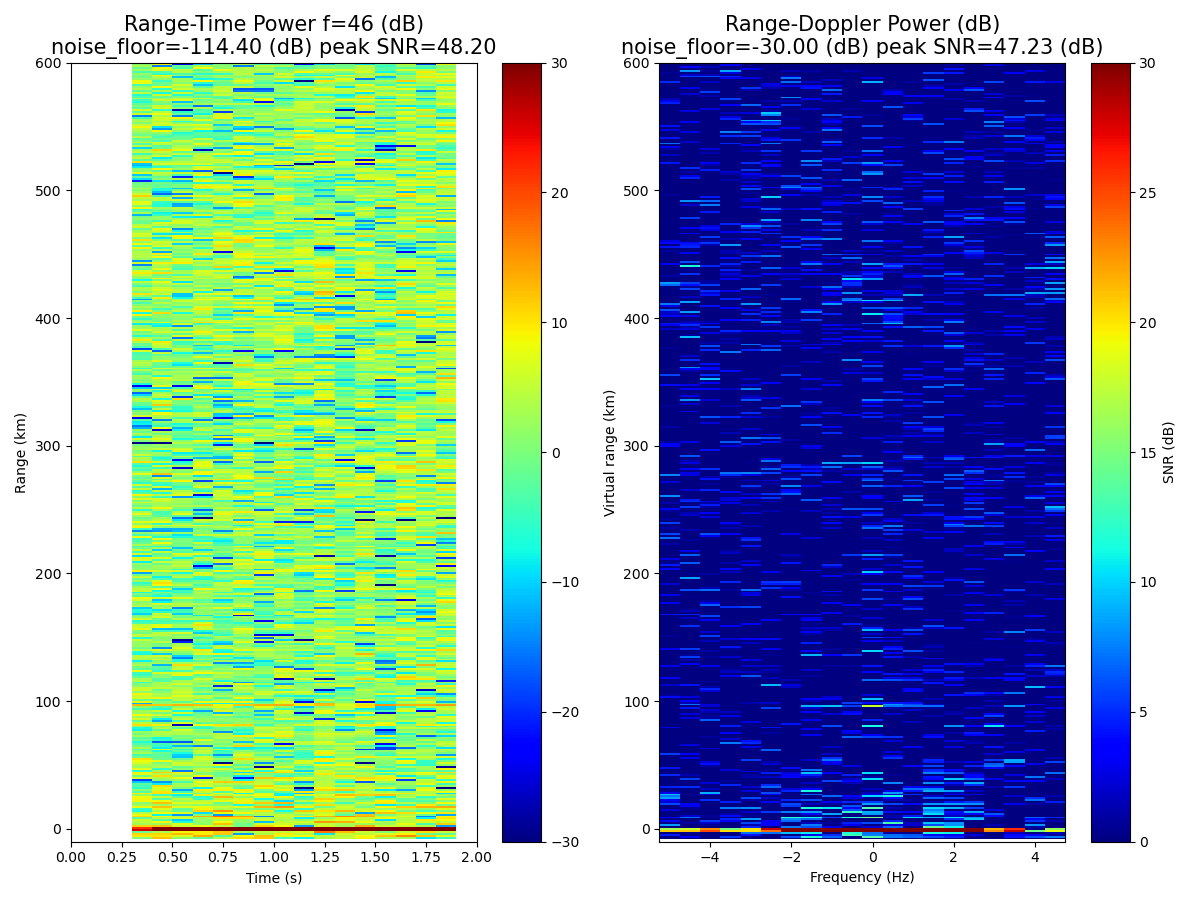 Range-Time Power f=46 (dB)
noise_floor=-114.40 (dB) peak SNR=48.20
Range (km)
600
500
400
300
200
100
0
0.00 0.25 0.50 0.75 1.00 1.25 1.50 1.75 2.00
Time (s)
30
20
10
0
−10
−20
−30
Range-Doppler Power (dB)
noise_floor=-30.00 (dB) peak SNR=47.23 (dB)
Virtual range (km)
600
500
400
300
200
100
0
−4 −2 0 2 4
Frequency (Hz)
30
25
20
15
10
5
0
SNR (dB)